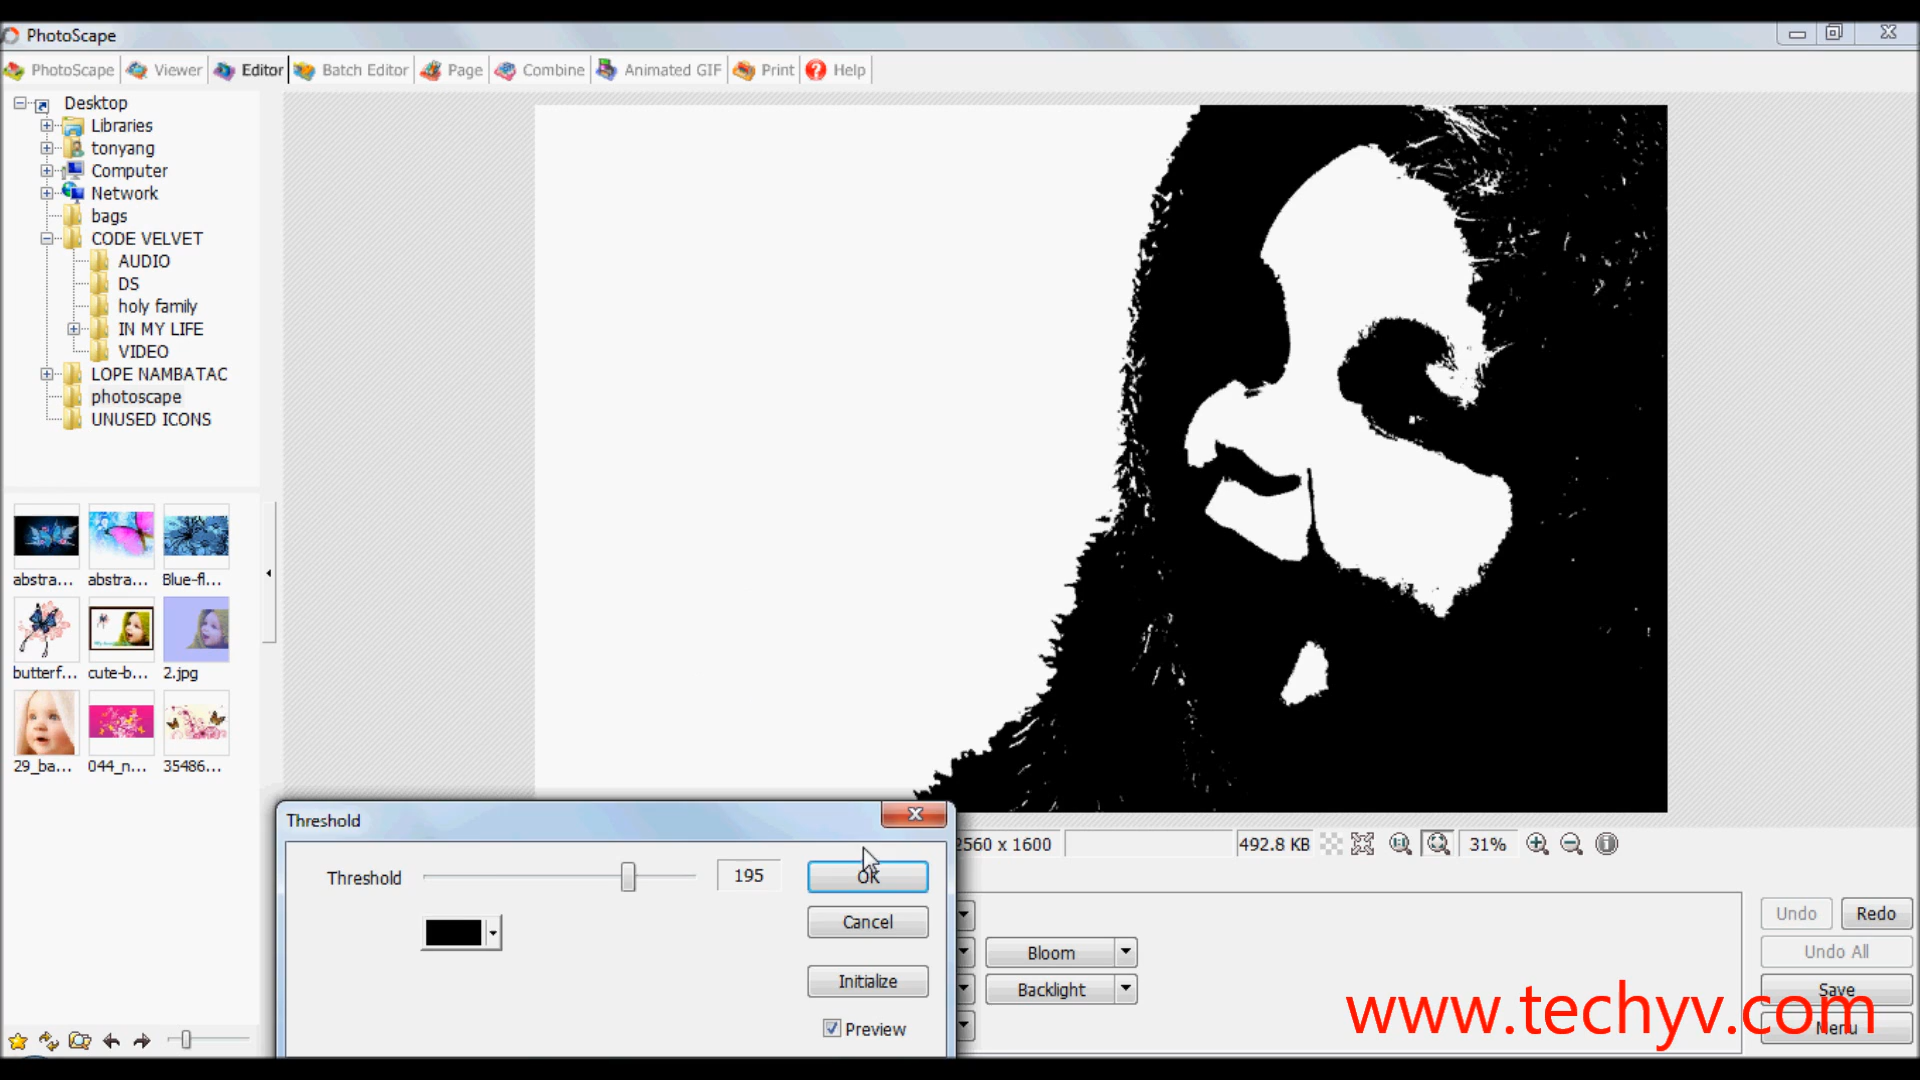 PhotoScape
PhotoScape Viewer Editor Batch Editor Page Combine Animated GIF Print Help
Desktop
Libraries
tonyang
Computer
Network
bags
CODE VELVET
AUDIO
DS
holy family
IN MY LIFE
VIDEO
LOPE NAMBATAC
photoscape
UNUSED ICONS
abstra... abstra... Blue-fl...
butterf... cute-b... 2.jpg
29_ba... 044_n... 35486...
2560 x 1600 492.8 KB 31%
Threshold
Threshold 195 OK
Cancel
Initialize
Preview
Bloom
Backlight
Undo Redo
Undo All
Save
Menu
www.techyv.com